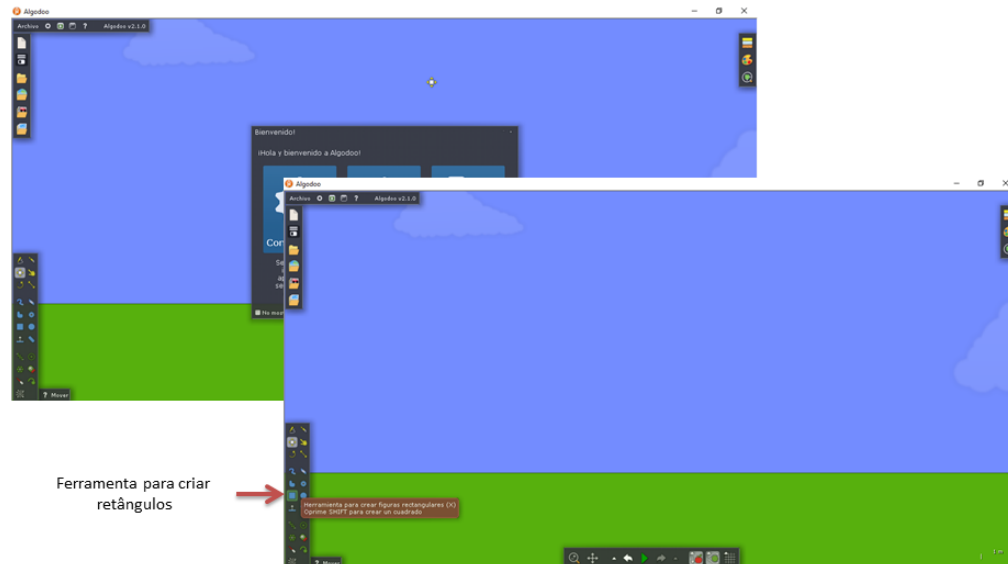 Algodoo
Archivo ? Algodoo v2.1.0
Bienvenido!
¡Hola y bienvenido a Algodoo!
? Mover
Algodoo
Archivo ? Algodoo v2.1.0
Ferramenta para criar
retângulos
Herramienta para crear figuras rectangulares (X)
Oprime SHIFT para crear un cuadrado
? Mover